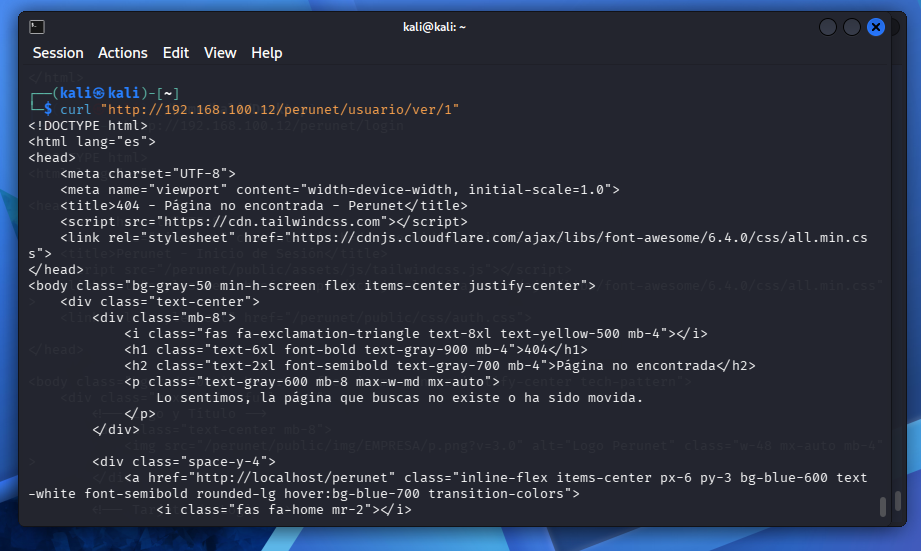 kali@kali: ~
Session Actions Edit View Help
┌──(kali㉿kali)-[~]
└─$ curl "http://192.168.100.12/perunet/usuario/ver/1"
<!DOCTYPE html>
<html lang="es">
<head>
    <meta charset="UTF-8">
    <meta name="viewport" content="width=device-width, initial-scale=1.0">
    <title>404 - Página no encontrada - Perunet</title>
    <script src="https://cdn.tailwindcss.com"></script>
    <link rel="stylesheet" href="https://cdnjs.cloudflare.com/ajax/libs/font-awesome/6.4.0/css/all.min.cs
s">
</head>
<body class="bg-gray-50 min-h-screen flex items-center justify-center">
    <div class="text-center">
        <div class="mb-8">
            <i class="fas fa-exclamation-triangle text-8xl text-yellow-500 mb-4"></i>
            <h1 class="text-6xl font-bold text-gray-900 mb-4">404</h1>
            <h2 class="text-2xl font-semibold text-gray-700 mb-4">Página no encontrada</h2>
            <p class="text-gray-600 mb-8 max-w-md mx-auto">
                Lo sentimos, la página que buscas no existe o ha sido movida.
            </p>
        </div>
        <div class="space-y-4">
            <a href="http://localhost/perunet" class="inline-flex items-center px-6 py-3 bg-blue-600 text
-white font-semibold rounded-lg hover:bg-blue-700 transition-colors">
                <i class="fas fa-home mr-2"></i>